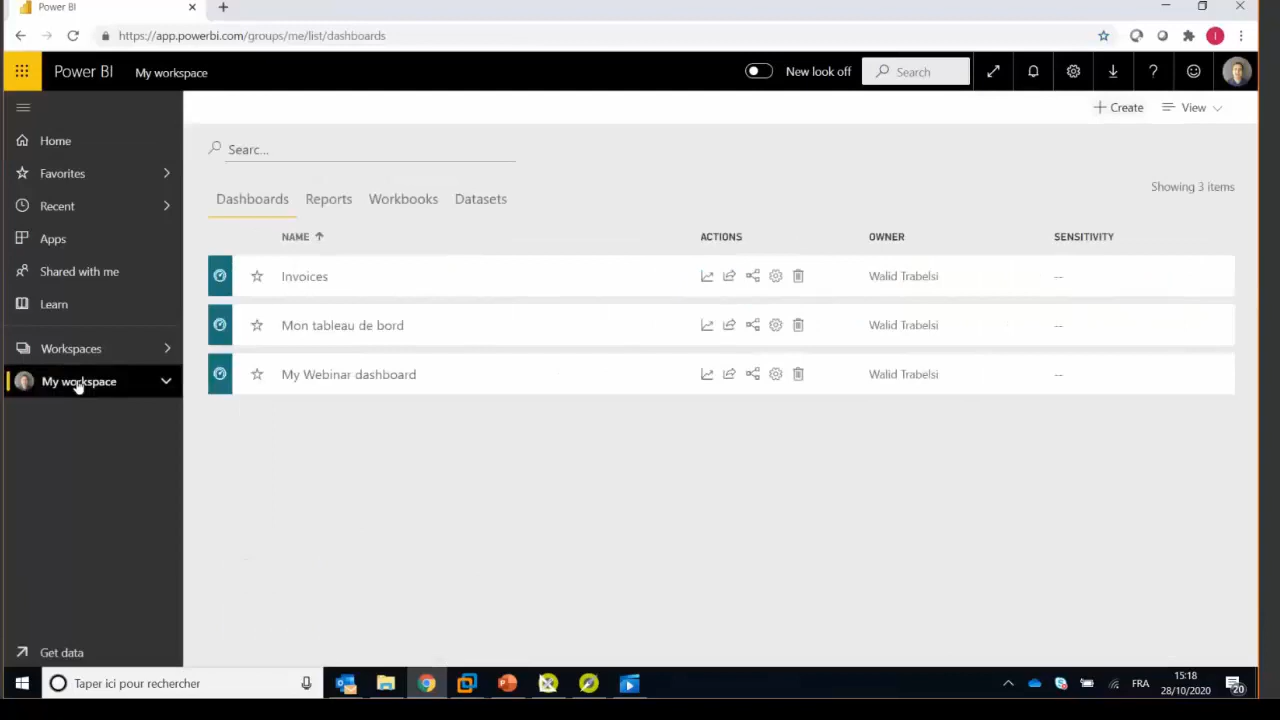 Power BI
https://app.powerbi.com/groups/me/list/dashboards
Power BI My workspace New look off Search
Create View
Home
Favorites
Recent
Apps
Shared with me
Learn
Workspaces
My workspace
Get data
Searc...
Showing 3 items
Dashboards Reports Workbooks Datasets
NAME ACTIONS OWNER SENSITIVITY
Invoices Walid Trabelsi --
Mon tableau de bord Walid Trabelsi --
My Webinar dashboard Walid Trabelsi --
Taper ici pour rechercher
FRA
15:18
28/10/2020
20